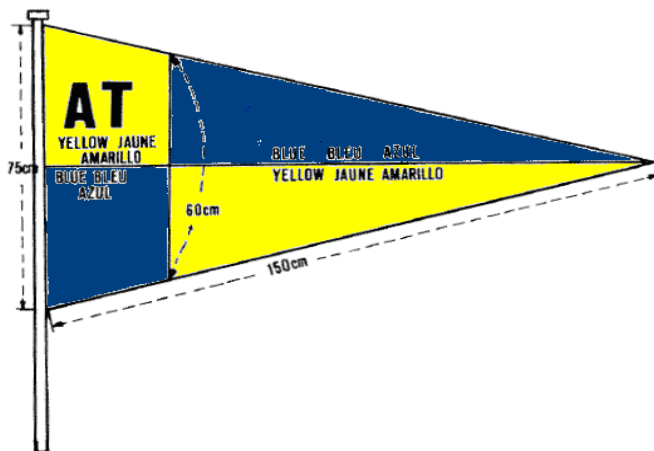 AT
YELLOW JAUNE
AMARILLO
BLUE BLEU AZUL
75cm
BLUE BLEU
AZUL
YELLOW JAUNE AMARILLO
60cm
150cm